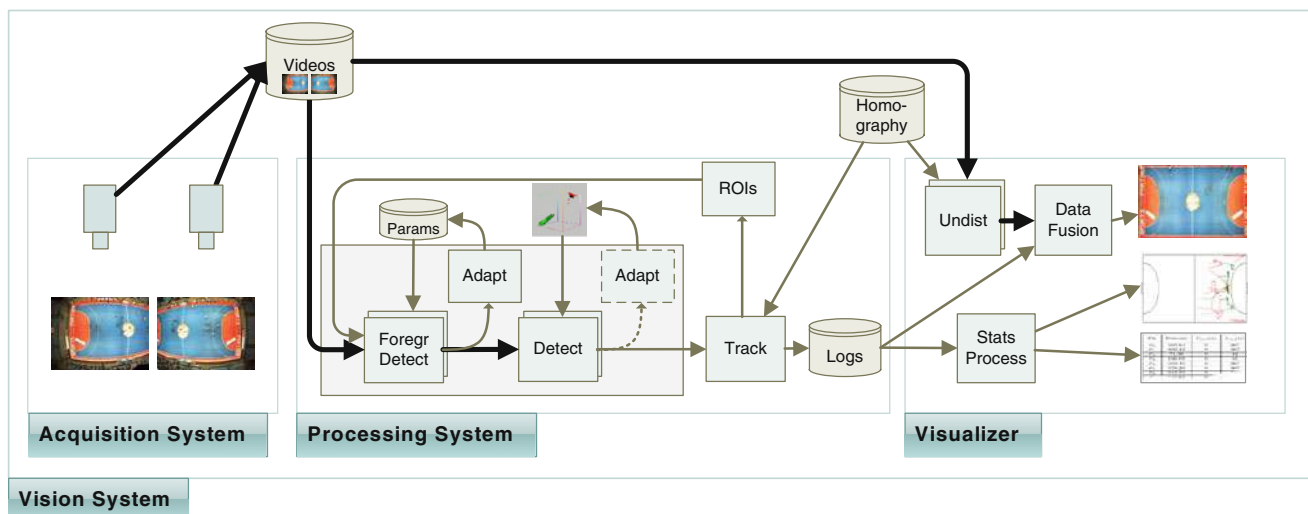 Videos
Homo-
graphy
ROIs
Params
Adapt
Adapt
Undist
Data
Fusion
Foregr
Detect
Detect
Track
Logs
Stats
Process
Acquisition System
Processing System
Visualizer
Vision System